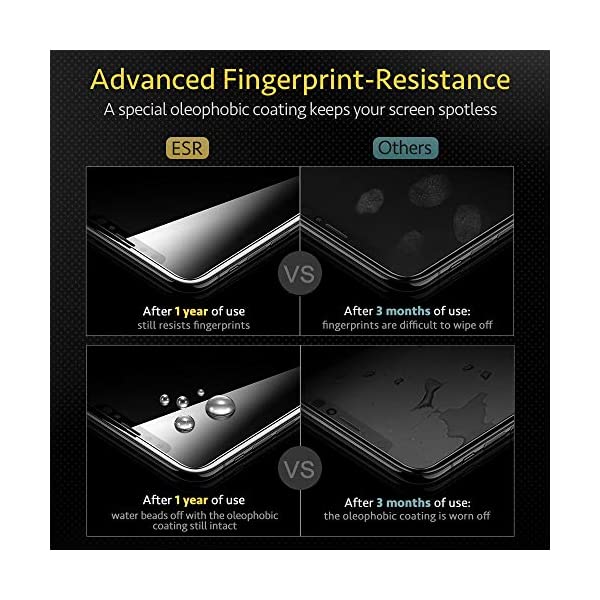 Advanced Fingerprint-Resistance
A special oleophobic coating keeps your screen spotless
ESR
Others
VS
After 1 year of use
still resists fingerprints
After 3 months of use:
fingerprints are difficult to wipe off
VS
After 1 year of use
water beads off with the oleophobic
coating still intact
After 3 months of use:
the oleophobic coating is worn off